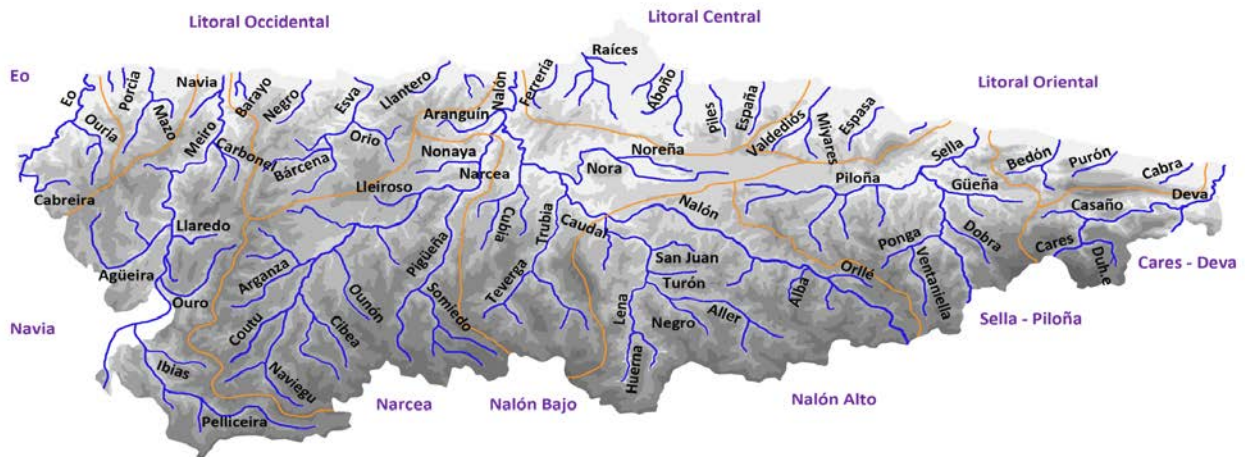 Litoral Occidental
Litoral Central
Litoral Oriental
Eo
Navia
Narcea
Nalón Bajo
Nalón Alto
Sella - Piloña
Cares - Deva
Eo
Porcia
Ouria
Mazo
Navia
Meiro
Cabreira
Carbonel
Barayo
Negro
Bárcena
Esva
Orio
Llantero
Aranguín
Nalón
Ferrería
Raíces
Aboño
Piles
España
Valdediós
Miyares
Espasa
Sella
Bedón
Purón
Cabra
Deva
Nonaya
Narcea
Nora
Noreña
Piloña
Güeña
Casaño
Lleiroso
Llaredo
Agüeira
Ouro
Ibias
Pelliceira
Arganza
Coutu
Naviegu
Cibea
Ounón
Pigüeña
Somiedo
Cubia
Trubia
Teverga
Caudal
Nalón
San Juan
Turón
Lena
Negro
Aller
Huerna
Alba
Orllé
Ponga
Ventaniella
Dobra
Cares
Duh.e